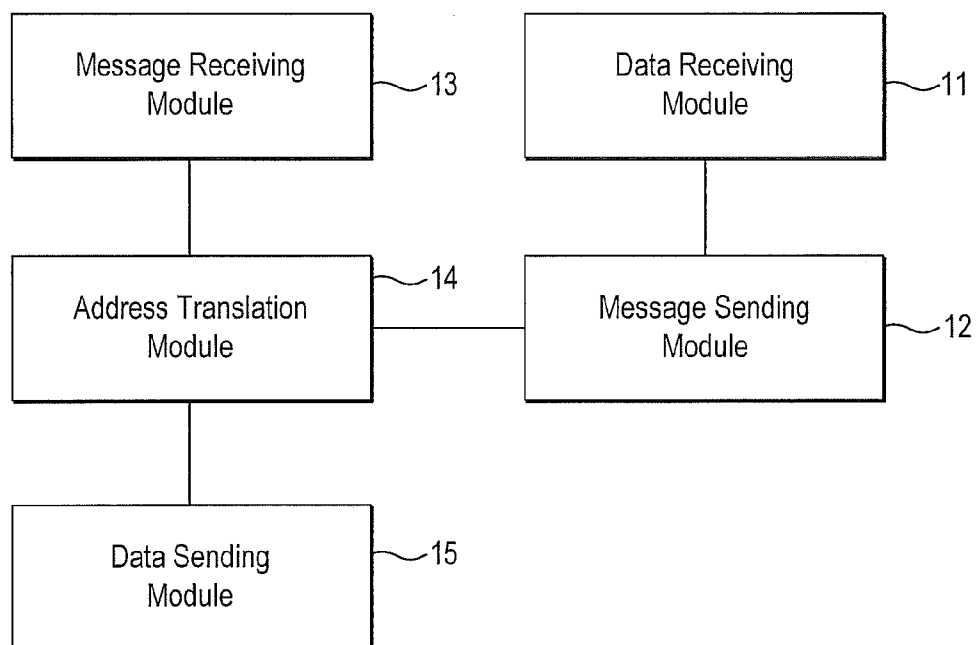 Message Receiving
Module
13
Data Receiving
Module
11
Address Translation
Module
14
Message Sending
Module
12
Data Sending
Module
15